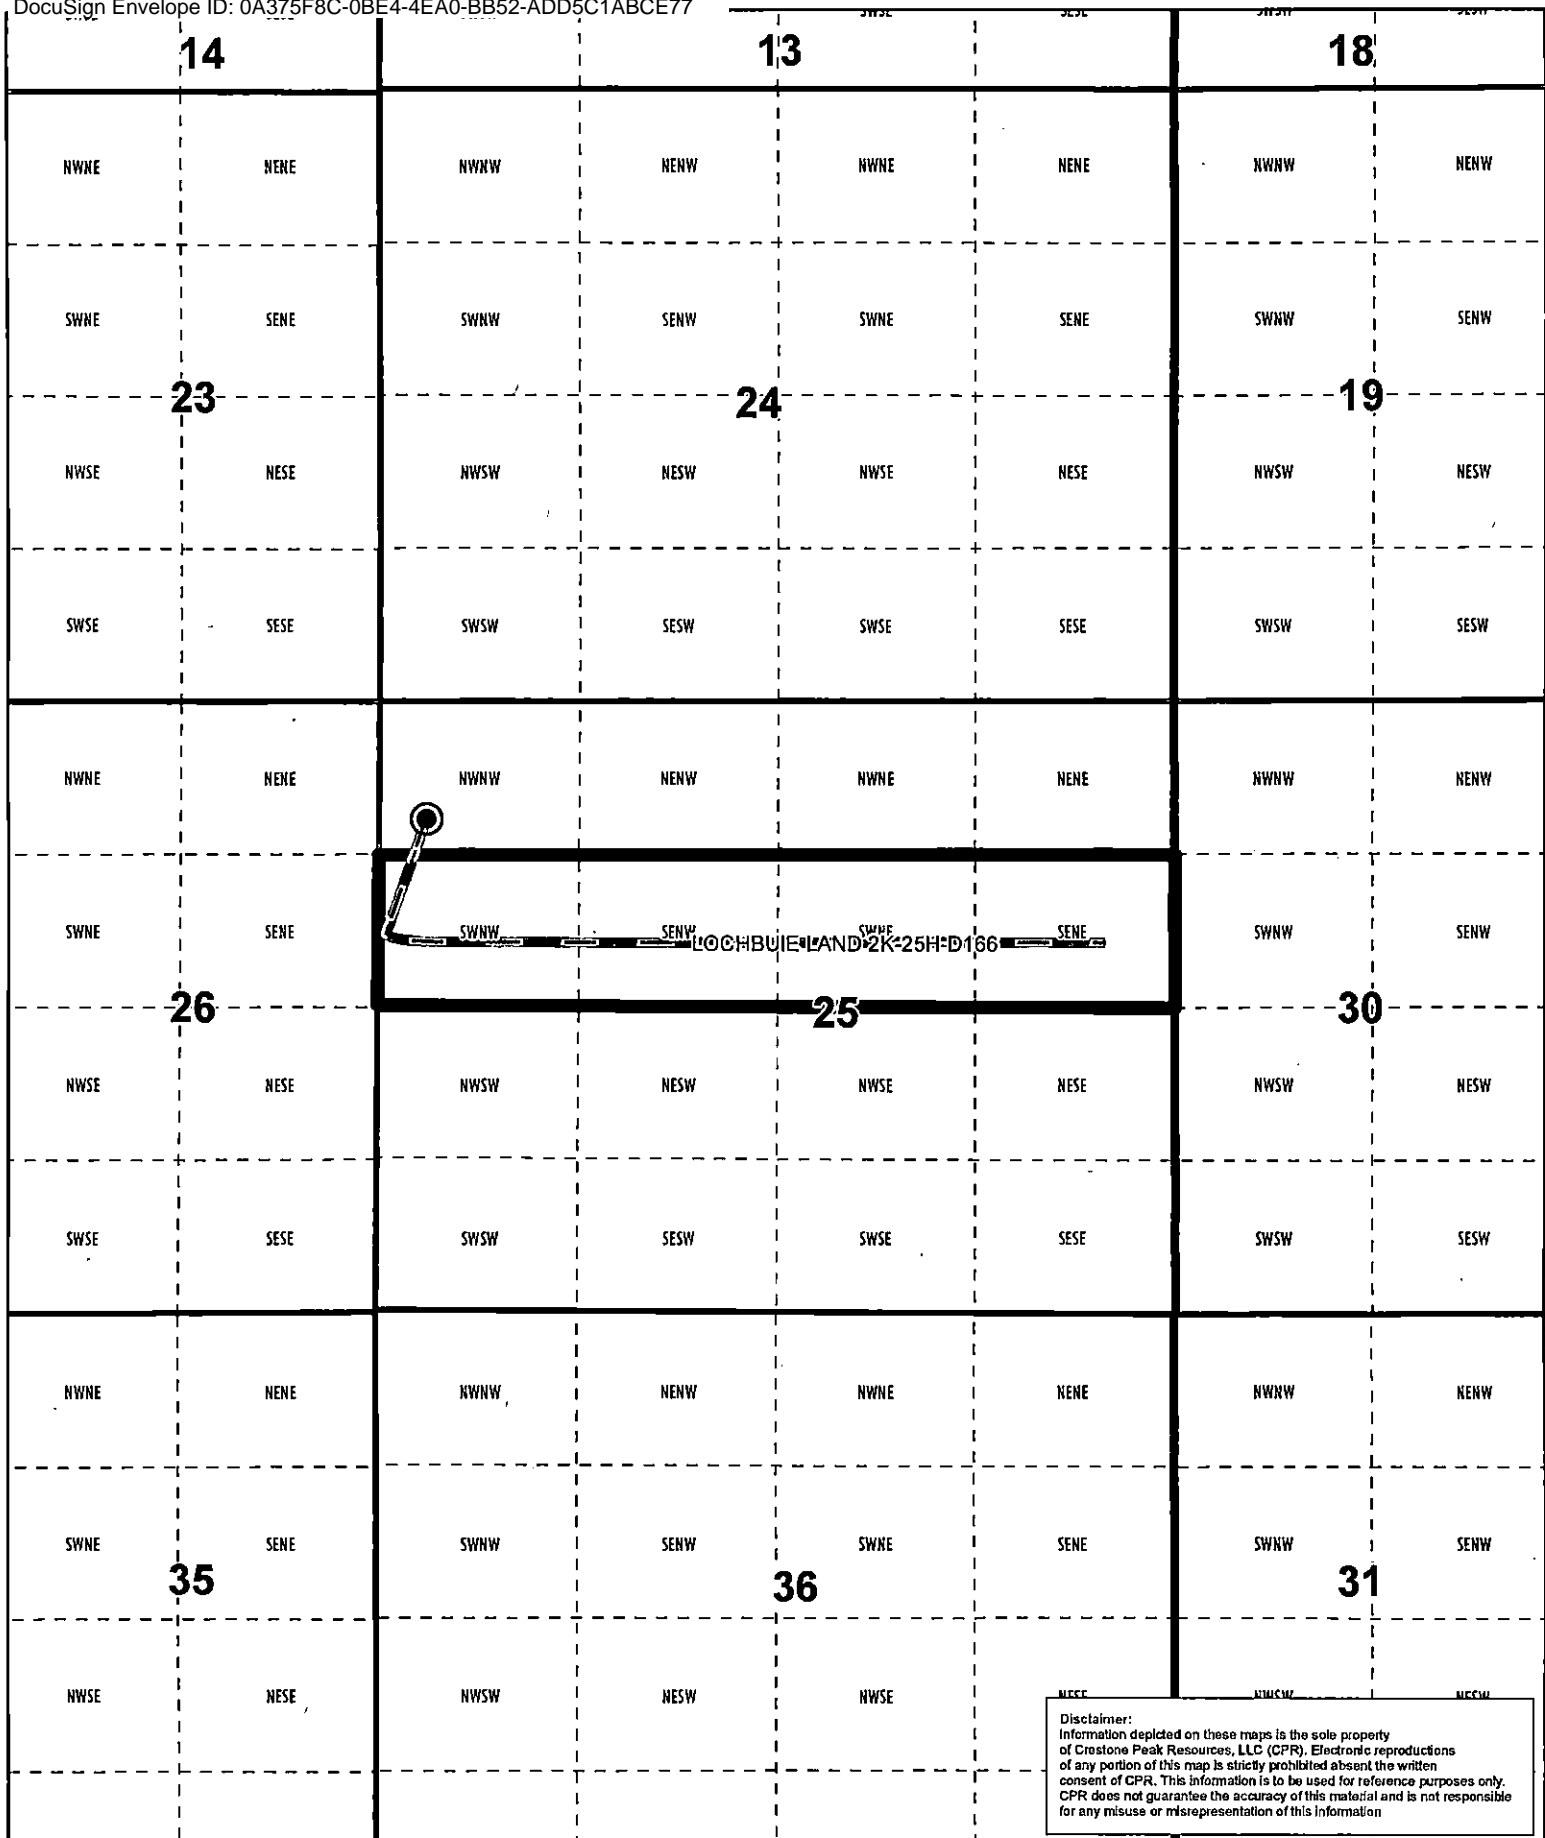 DocuSign Envelope ID: 0A375F8C-0BE4-4EA0-BB52-ADD5C1ABCE77
14 13 18
NWNE NENE NWNW NENW NWNE NENE NWNW NENW
SWNE SENE SWNW SENW SWNE SENE SWNW SENW
23 24 19
NWSE NESE NWSW NESW NWSE NESE NWSW NESW
SWSE SESE SWSW SESW SWSE SESE SWSW SESW
NWNE NENE NWNW NENW NWNE NENE NWNW NENW
SWNE SENE SWNW SENW SWNE SENE SWNW SENW
LOCHBUIE LAND 2K-25H-D166
26 25 30
NWSE NESE NWSW NESW NWSE NESE NWSW NESW
SWSE SESE SWSW SESW SWSE SESE SWSW SESW
NWNE NENE NWNW NENW NWNE NENE NWNW NENW
SWNE SENE SWNW SENW SWNE SENE SWNW SENW
35 36 31
NWSE NESE NWSW NESW NWSE NESE NWSW NESW
Disclaimer:
Information depicted on these maps is the sole property
of Crestone Peak Resources, LLC (CPR). Electronic reproductions
of any portion of this map is strictly prohibited absent the written
consent of CPR. This information is to be used for reference purposes only.
CPR does not guarantee the accuracy of this material and is not responsible
for any misuse or misrepresentation of this information